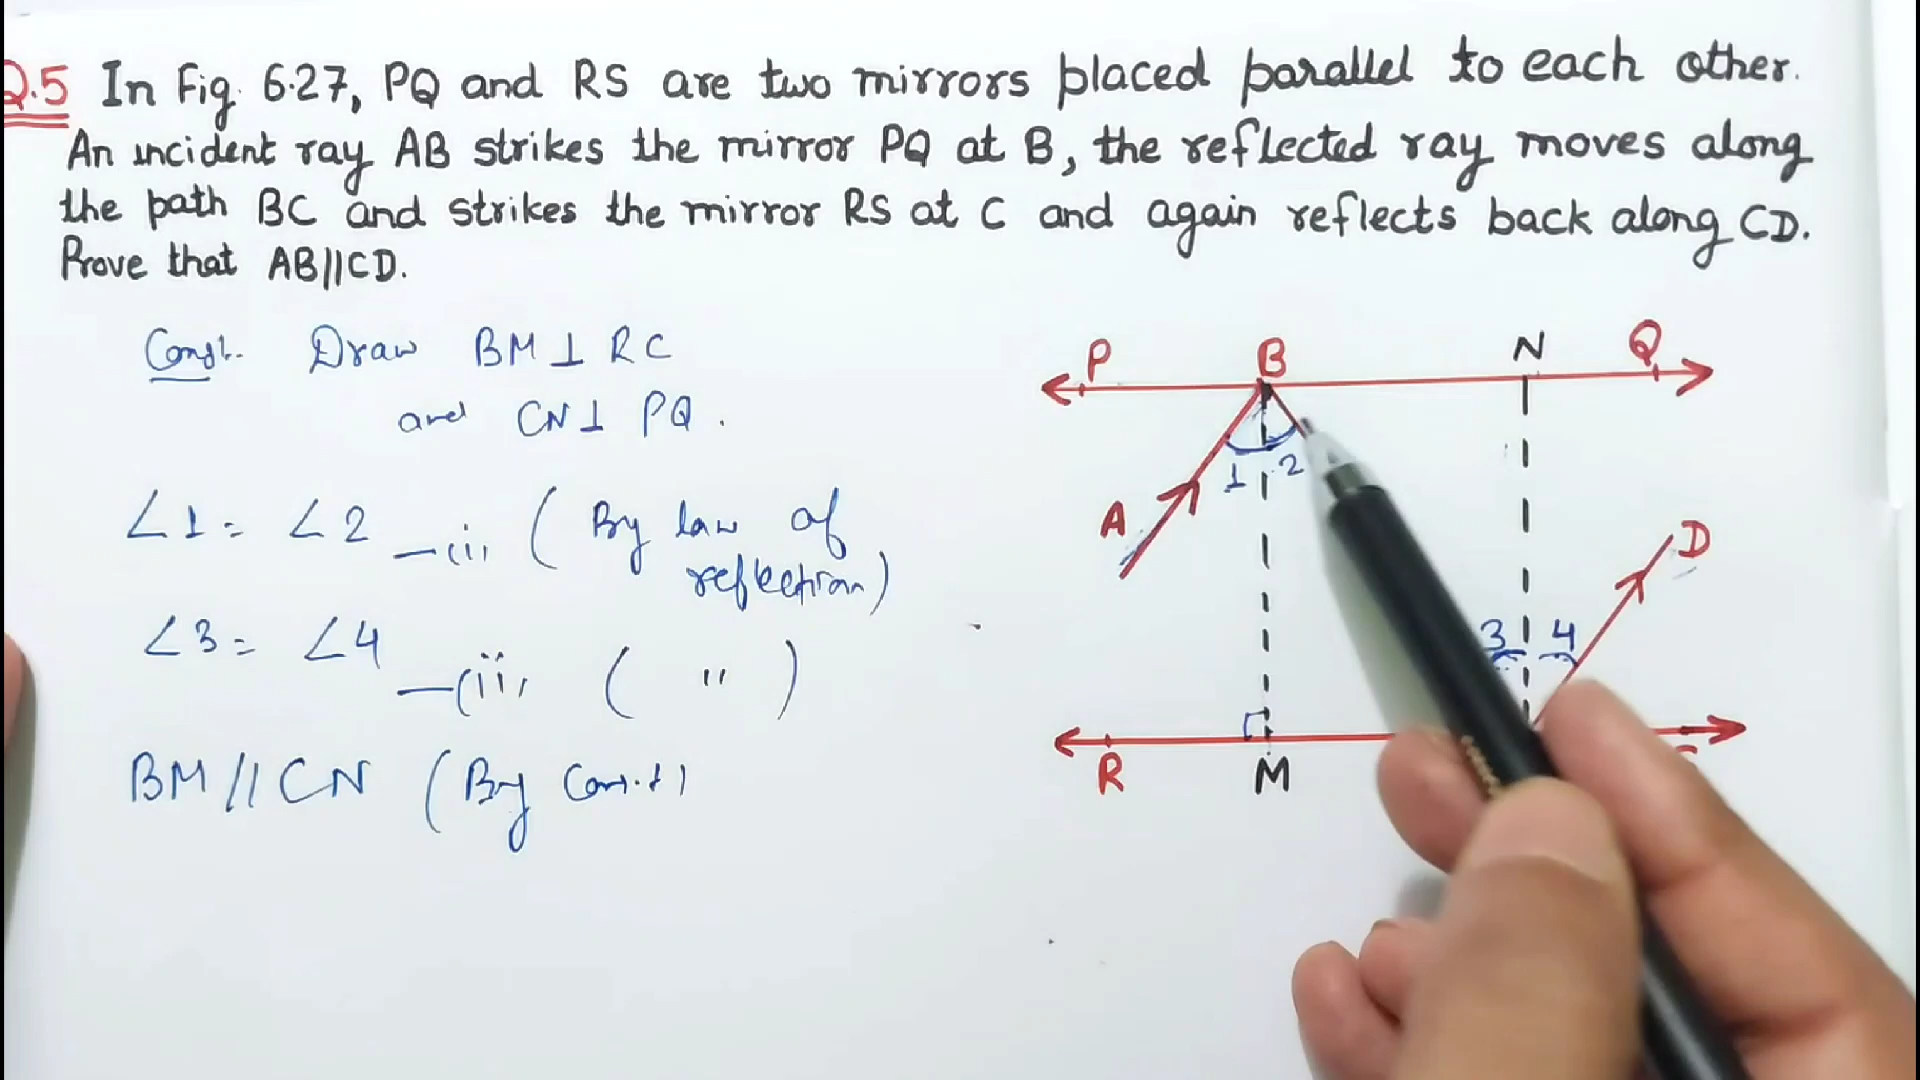 Q.5 In Fig. 6.27, PQ and RS are two mirrors placed parallel to each other.
An incident ray AB strikes the mirror PQ at B, the reflected ray moves along
the path BC and strikes the mirror RS at C and again reflects back along CD.
Prove that AB//CD.
Const. Draw BM⊥RC
and CN⊥ PQ.
∠1 = ∠2 —(i) (By law of
reflection)
∠3 = ∠4 —(ii) ( " )
BM//CN (By Const)
P B N Q
1 2
A
D
3 4
R M